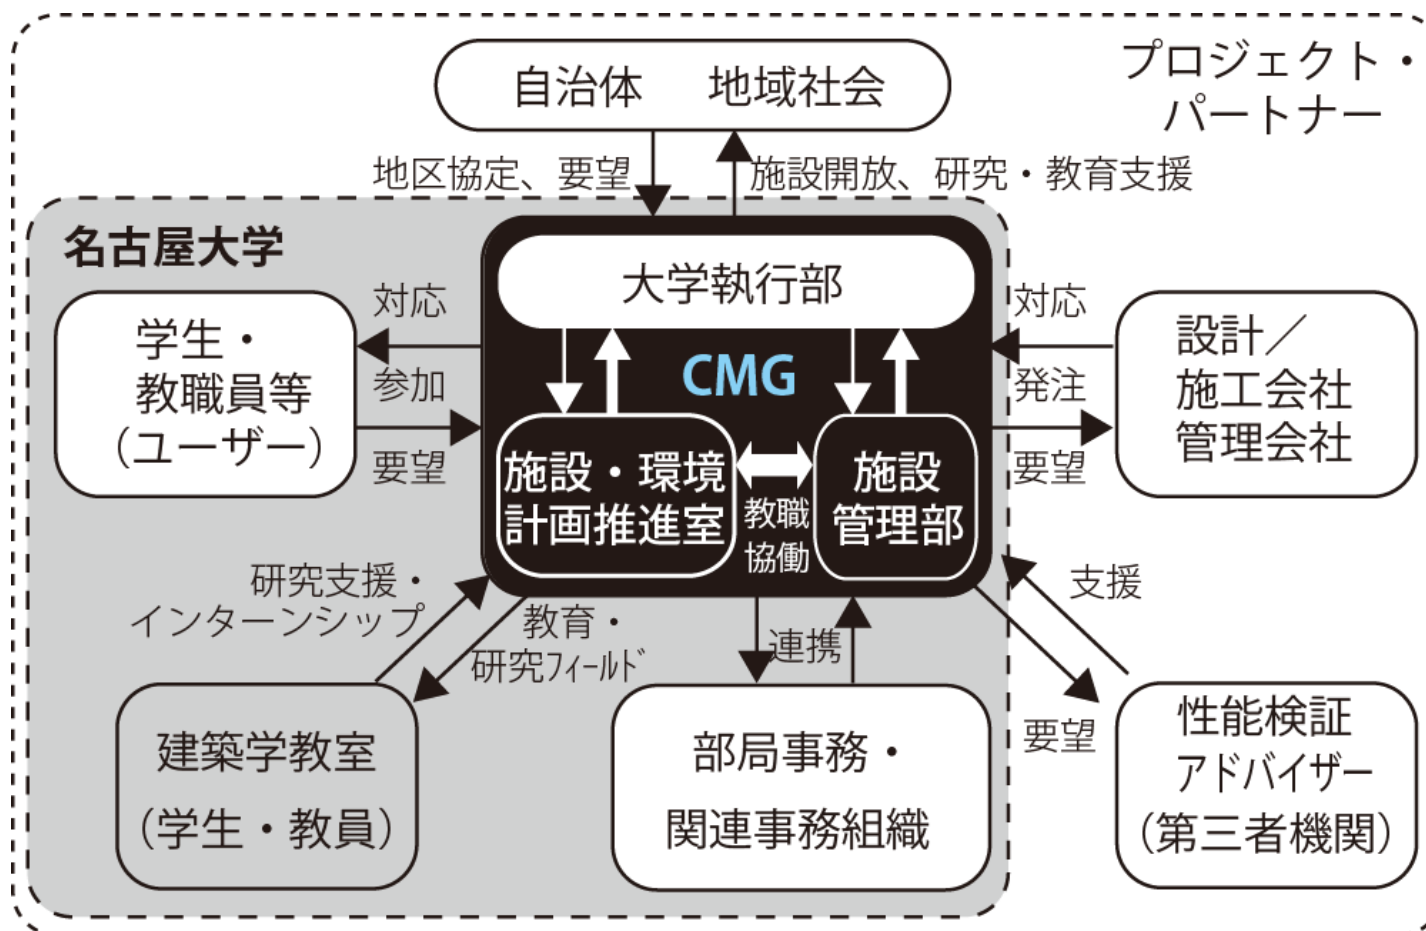 プロジェクト・
パートナー
自治体 地域社会
地区協定、要望
施設開放、研究・教育支援
名古屋大学
大学執行部
学生・
教職員等
（ユーザー）
対応
参加
要望
CMG
対応
発注
要望
設計／
施工会社
管理会社
施設・環境
計画推進室
教職
協働
施設
管理部
研究支援・
インターンシップ
教育・
研究フィールド
連携
支援
要望
建築学教室
（学生・教員）
部局事務・
関連事務組織
性能検証
アドバイザー
（第三者機関）